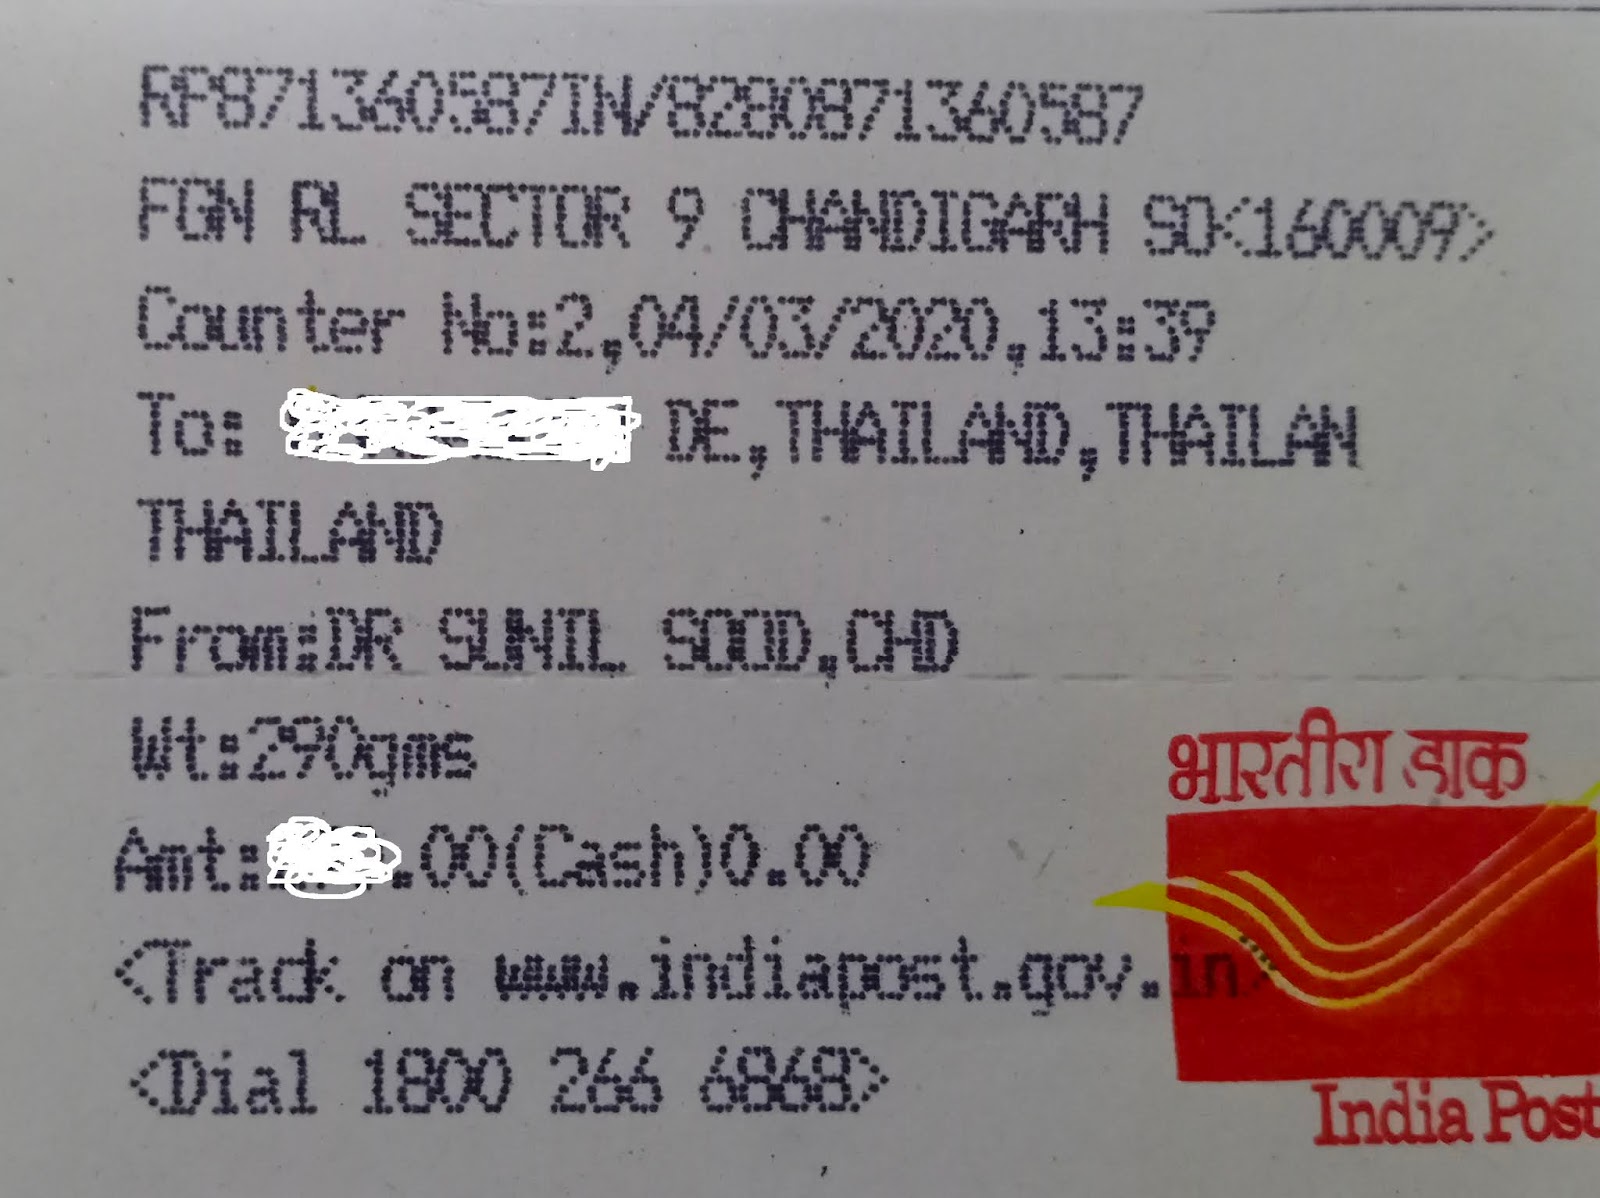 RP871360587IN/8280871360587
FGN RL SECTOR 9 CHANDIGARH SO<160009>
Counter No:2,04/03/2020,13:39
To: DE,THAILAND,THAILAN
THAILAND
From:DR SUNIL SOOD,CHD
Wt:290gms
Amt: .00(Cash)0.00
<Track on www.indiapost.gov.in>
<Dial 1800 266 6868>
भारतीय डाक
India Post